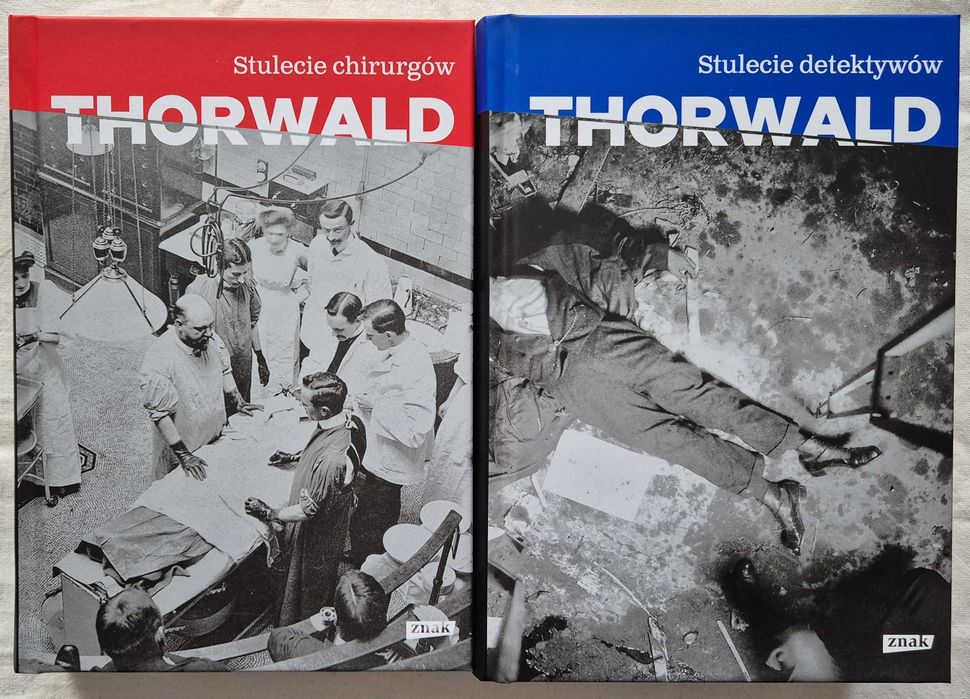 Stulecie chirurgów
THORWALD
znak
Stulecie detektywów
THORWALD
znak